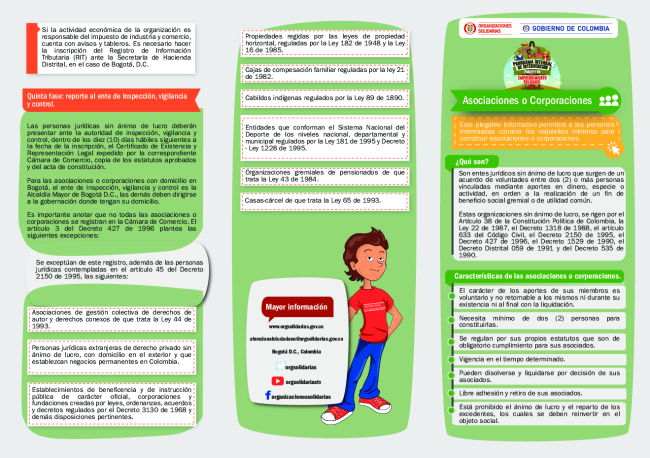 Si la actividad económica de la organización es
responsable del impuesto de industria y comercio,
cuenta con avisos y tableros. Es necesario hacer
la inscripción del Registro de Información
Tributaria (RIT) ante la Secretaría de Hacienda
Distrital, en el caso de Bogotá, D.C.
Quinta fase: reporte al ente de inspección, vigilancia
y control.
Las personas jurídicas sin ánimo de lucro deberán
presentar ante la autoridad de inspección, vigilancia y
control, dentro de los diez (10) días hábiles siguientes a
la fecha de la inscripción, el Certificado de Existencia y
Representación Legal expedido por la correspondiente
Cámara de Comercio, copia de los estatutos aprobados
y del acta de constitución.
Para las asociaciones o corporaciones con domicilio en
Bogotá, el ente de inspección, vigilancia y control es la
Alcaldía Mayor de Bogotá D.C., las demás deben dirigirse
a la gobernación donde tengan su domicilio.
Es importante anotar que no todas las asociaciones o
corporaciones se registran en la Cámara de Comercio. El
artículo 3 del Decreto 427 de 1996 plantea las
siguientes excepciones:
Se exceptúan de este registro, además de las personas
jurídicas contempladas en el artículo 45 del Decreto
2150 de 1995, las siguientes:
Asociaciones de gestión colectiva de derechos de
autor y derechos conexos de que trata la Ley 44 de
1993.
Personas jurídicas extranjeras de derecho privado sin
ánimo de lucro, con domicilio en el exterior y que
establezcan negocios permanentes en Colombia.
Establecimientos de beneficencia y de instrucción
pública de carácter oficial, corporaciones y
fundaciones creadas por leyes, ordenanzas, acuerdos
y decretos regulados por el Decreto 3130 de 1968 y
demás disposiciones pertinentes.
Propiedades regidas por las leyes de propiedad
horizontal, reguladas por la Ley 182 de 1948 y la Ley
16 de 1985.
Cajas de compesación familiar reguladas por la ley 21
de 1982.
Cabildos indígenas regulados por la Ley 89 de 1890.
Entidades que conforman el Sistema Nacional del
Deporte de los niveles nacional, departamental y
municipal regulados por la Ley 181 de 1995 y Decreto
- Ley 1228 de 1995.
Organizaciones gremiales de pensionados de que
trata la Ley 43 de 1984.
Casas-cárcel de que trata la Ley 65 de 1993.
Mayor información
www.orgsolidarias.gov.co
atencionalciudadano@orgsolidarias.gov.co
Bogotá D.C., Colombia
orgsolidarias
orgsolidariastv
organizacionessolidarias
ORGANIZACIONES
SOLIDARIAS
GOBIERNO DE COLOMBIA
Asociaciones o Corporaciones
Este plegable informativo permitirá a las personas
interesadas conocer los requisitos mínimos para
constituir asociaciones o corporaciones.
¿Qué son?
Son entes jurídicos sin ánimo de lucro que surgen de un
acuerdo de voluntades entre dos (2) o más personas
vinculadas mediante aportes en dinero, especie o
actividad, en orden a la realización de un fin de
beneficio social gremial o de utilidad común.
Estas organizaciones sin ánimo de lucro, se rigen por el
Artículo 38 de la Constitución Política de Colombia, la
Ley 22 de 1987, el Decreto 1318 de 1988, el artículo
633 del Código Civil, el Decreto 2150 de 1995, el
Decreto 427 de 1996, el Decreto 1529 de 1990, el
Decreto Distrital 059 de 1991 y del Decreto 535 de
1990.
Características de las asociaciones o corporaciones.
El carácter de los aportes de sus miembros es
voluntario y no retornable a los mismos ni durante su
existencia ni al final con la liquidación.
Necesita mínimo de dos (2) personas para
constituirlas.
Se regulan por sus propios estatutos que son de
obligatorio cumplimiento para sus asociados.
Vigencia en el tiempo determinado.
Pueden disolverse y liquidarse por decisión de sus
asociados.
Libre adhesión y retiro de sus asociados.
Está prohibido el ánimo de lucro y el reparto de los
excedentes, los cuales se deben reinvertir en el
objeto social.